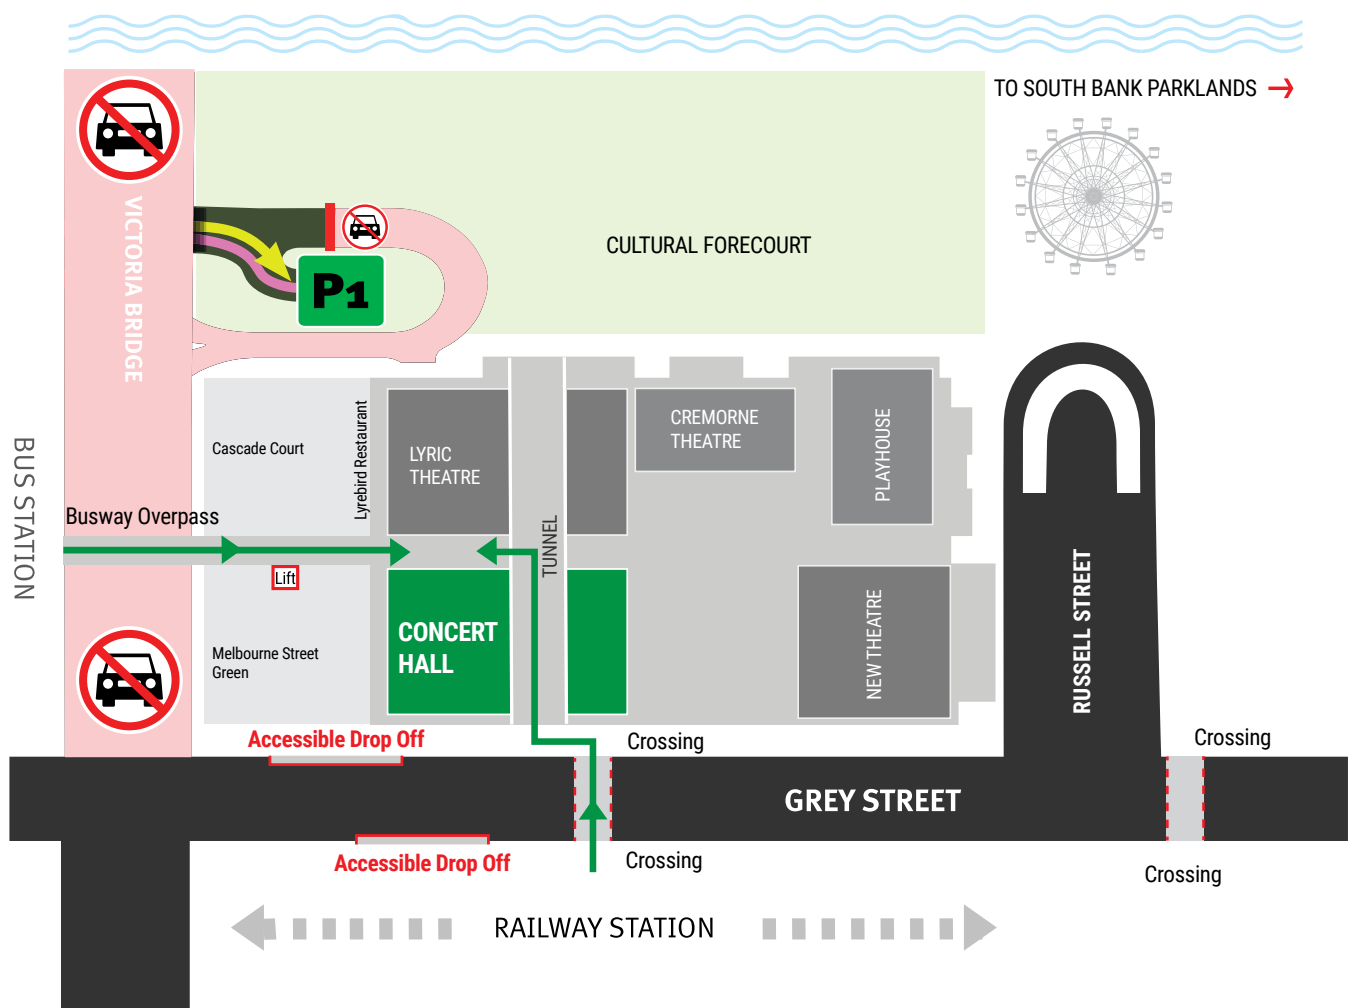 TO SOUTH BANK PARKLANDS
VICTORIA BRIDGE
CULTURAL FORECOURT
P1
BUS STATION
Cascade Court
Lyrebird Restaurant
LYRIC
THEATRE
CREMORNE
THEATRE
PLAYHOUSE
Busway Overpass
TUNNEL
Lift
CONCERT
HALL
Melbourne Street
Green
NEW THEATRE
RUSSELL STREET
Accessible Drop Off
Crossing
Crossing
GREY STREET
Accessible Drop Off
Crossing
Crossing
RAILWAY STATION